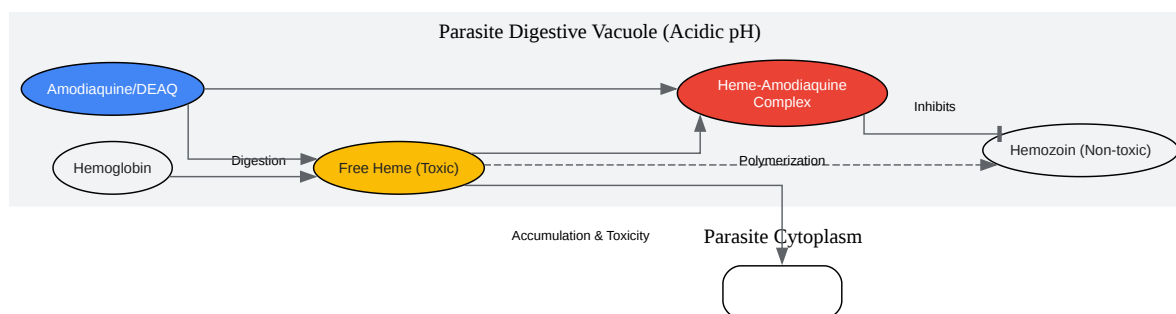 Parasite Digestive Vacuole (Acidic pH)
Amodiaquine/DEAQ
Heme-Amodiaquine
Complex
Inhibits
Hemozoin (Non-toxic)
Hemoglobin
Digestion
Free Heme (Toxic)
Polymerization
Accumulation & Toxicity
Parasite Cytoplasm